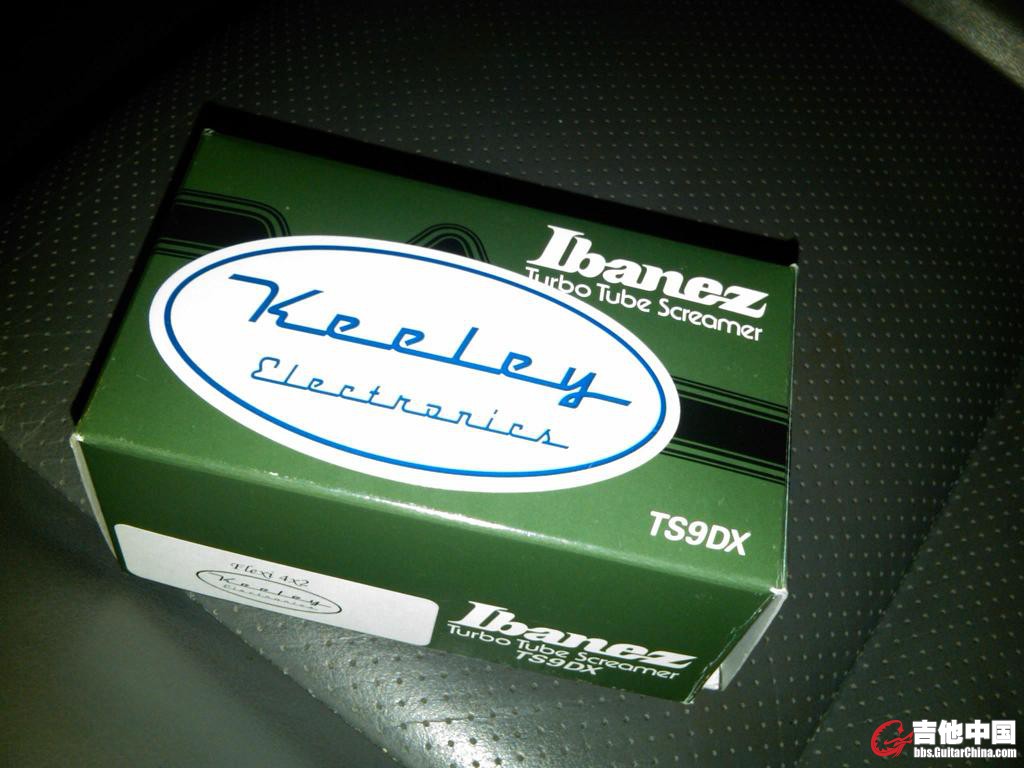 Ibanez
Turbo Tube Screamer
Keeley
Electronics
TS9DX
Flexi 4x2
Keeley
Electronics
Ibanez
Turbo Tube Screamer
TS9DX
吉他中国
bbs.GuitarChina.com